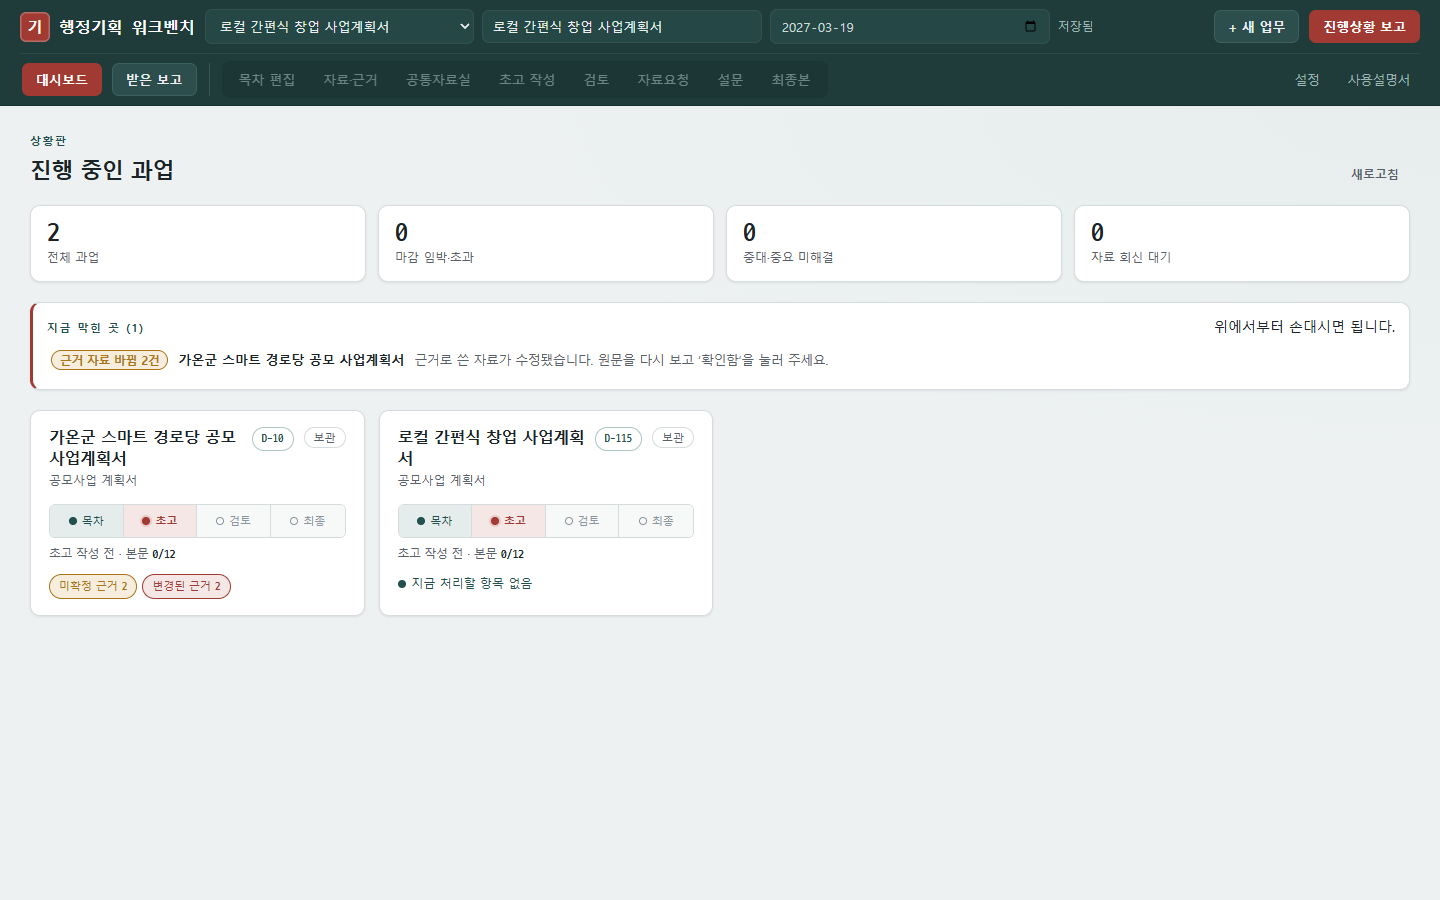 기 행정기획 워크벤치 로컬 간편식 창업 사업계획서 로컬 간편식 창업 사업계획서 2027-03-19 저장됨 + 새 업무 진행상황 보고
대시보드 받은 보고 목차 편집 자료·근거 공통자료실 초고 작성 검토 자료요청 설문 최종본 설정 사용설명서
상황판
진행 중인 과업
새로고침
2
전체 과업
0
마감 임박·초과
0
중대·중요 미해결
0
자료 회신 대기
지금 막힌 곳 (1) 위에서부터 손대시면 됩니다.
근거 자료 바뀜 2건 가온군 스마트 경로당 공모 사업계획서 근거로 쓴 자료가 수정됐습니다. 원문을 다시 보고 '확인함'을 눌러 주세요.
가온군 스마트 경로당 공모
사업계획서
D-10 보관
공모사업 계획서
목차 초고 검토 최종
초고 작성 전 · 본문 0/12
미확정 근거 2 변경된 근거 2
로컬 간편식 창업 사업계획
서
D-115 보관
공모사업 계획서
목차 초고 검토 최종
초고 작성 전 · 본문 0/12
지금 처리할 항목 없음